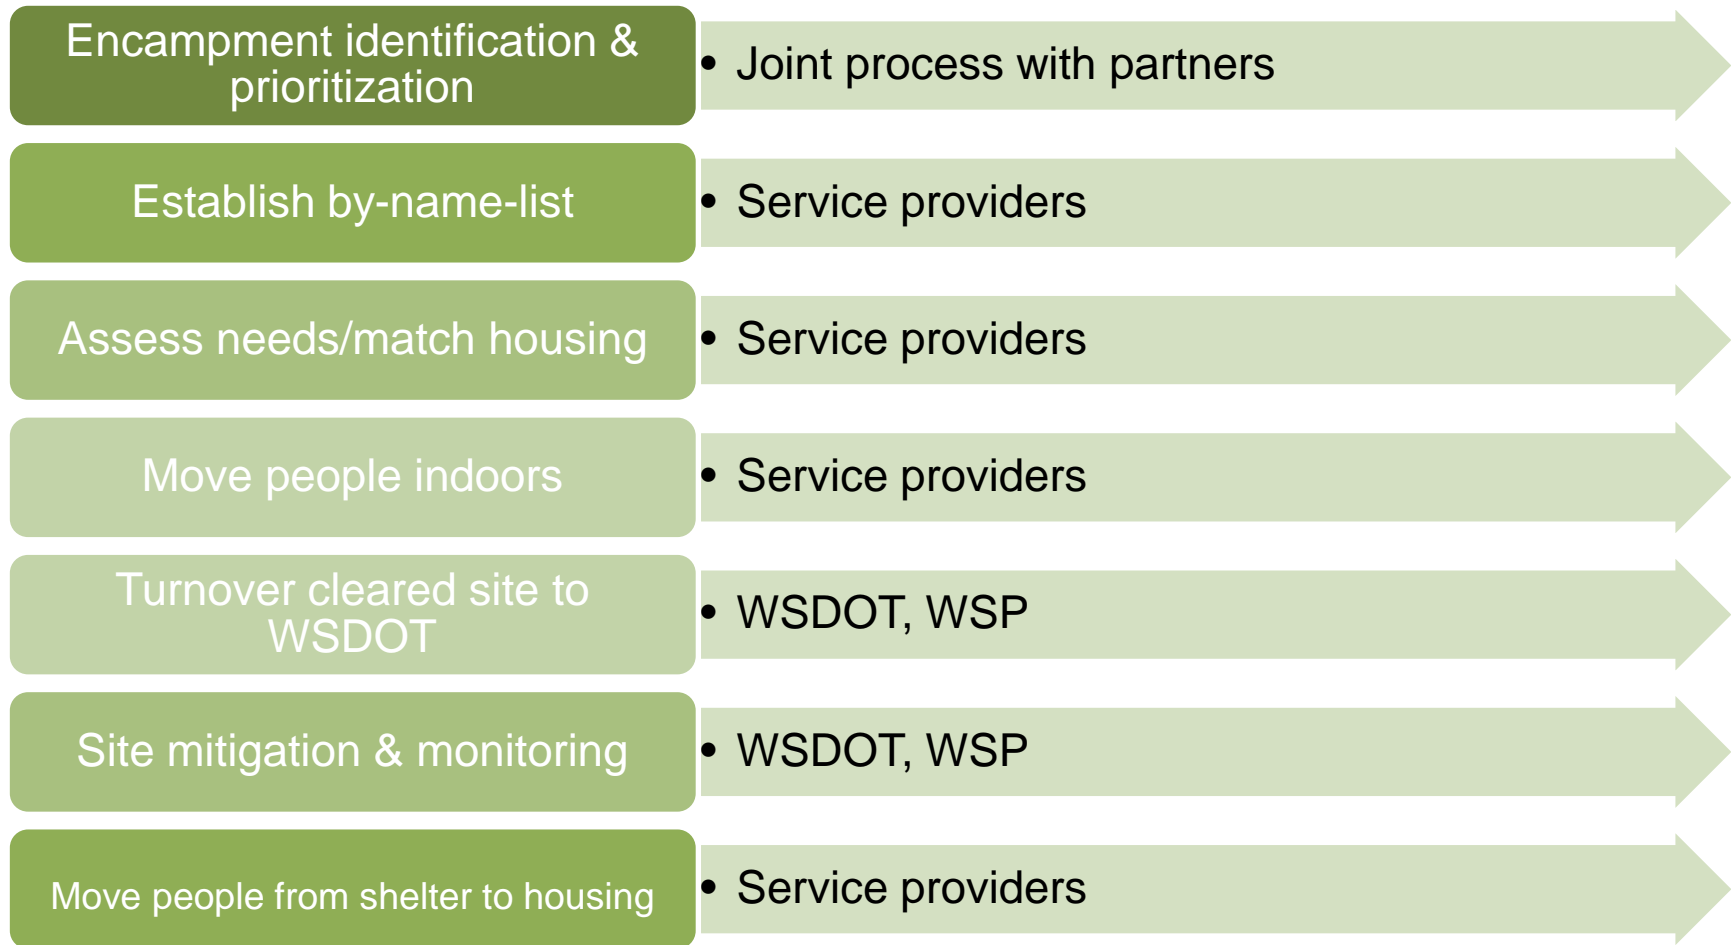 Encampment identification &
prioritization
• Joint process with partners
Establish by-name-list
• Service providers
Assess needs/match housing
• Service providers
Move people indoors
• Service providers
Turnover cleared site to
WSDOT
• WSDOT, WSP
Site mitigation & monitoring
• WSDOT, WSP
Move people from shelter to housing
• Service providers